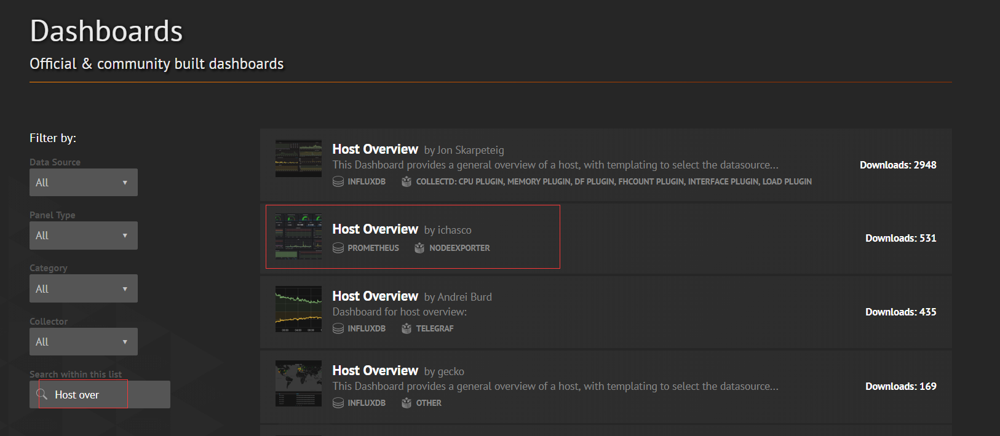 Dashboards
Official & community built dashboards
Filter by:
Data Source
All
Panel Type
All
Category
All
Collector
All
Search within this list
Host over
Host Overview by Jon Skarpeteig
This Dashboard provides a general overview of a host, with templating to select the datasource...
INFLUXDB COLLECTD: CPU PLUGIN, MEMORY PLUGIN, DF PLUGIN, FHCOUNT PLUGIN, INTERFACE PLUGIN, LOAD PLUGIN
Downloads: 2948
Host Overview by ichasco
PROMETHEUS NODEEXPORTER
Downloads: 531
Host Overview by Andrei Burd
Dashboard for host overview:
INFLUXDB TELEGRAF
Downloads: 435
Host Overview by gecko
This Dashboard provides a general overview of a host, with templating to select the datasource...
INFLUXDB OTHER
Downloads: 169